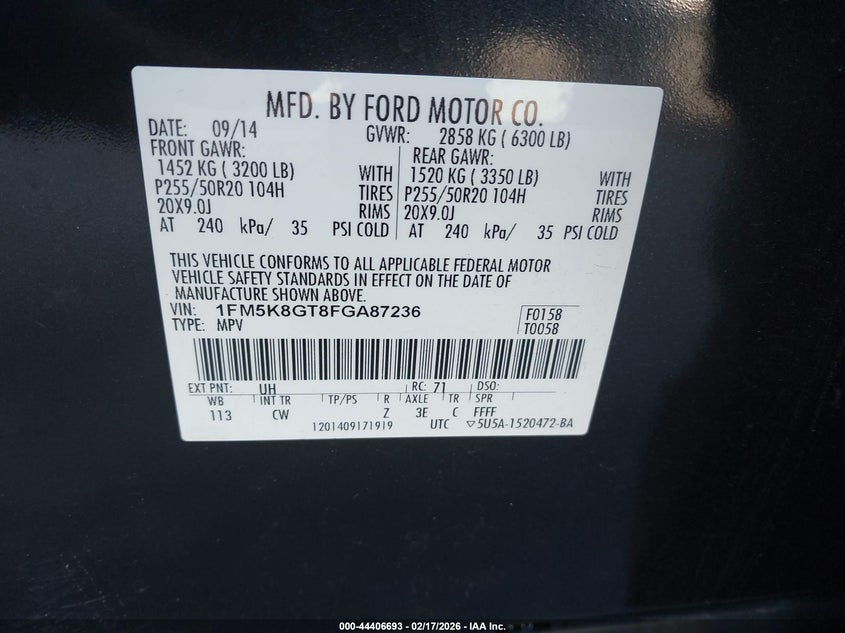 MFD. BY FORD MOTOR CO.
DATE: 09/14 GVWR: 2858 KG ( 6300 LB)
FRONT GAWR: REAR GAWR:
1452 KG ( 3200 LB) WITH 1520 KG ( 3350 LB) WITH
P255/50R20 104H TIRES P255/50R20 104H TIRES
20X9.0J RIMS 20X9.0J RIMS
AT 240 kPa/ 35 PSI COLD AT 240 kPa/ 35 PSI COLD
THIS VEHICLE CONFORMS TO ALL APPLICABLE FEDERAL MOTOR
VEHICLE SAFETY STANDARDS IN EFFECT ON THE DATE OF
MANUFACTURE SHOWN ABOVE.
VIN: 1FM5K8GT8FGA87236 F0158
TYPE: MPV T0058
EXT PNT: UH RC: 71 DSO:
WB INT TR TP/PS R AXLE TR SPR
113 CW Z 3E C FFFF
1201409171919 UTC ▽5U5A-1520472-BA
000-44406693 - 02/17/2026 - IAA Inc.